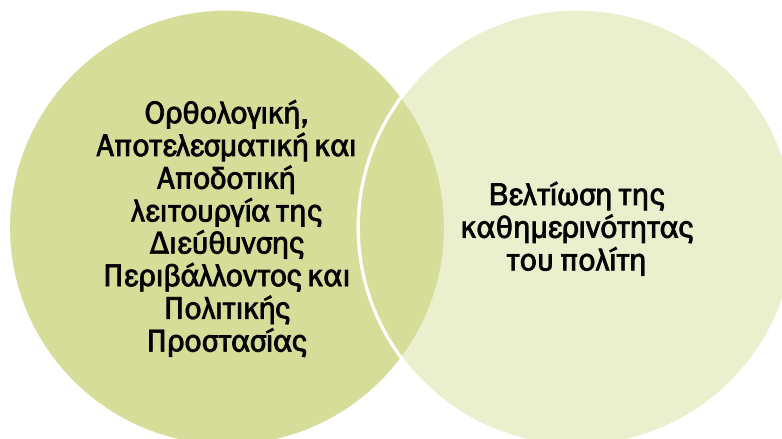 Ορθολογική,
Αποτελεσματική και
Αποδοτική
λειτουργία της
Διεύθυνσης
Περιβάλλοντος και
Πολιτικής
Προστασίας
Βελτίωση της
καθημερινότητας
του πολίτη